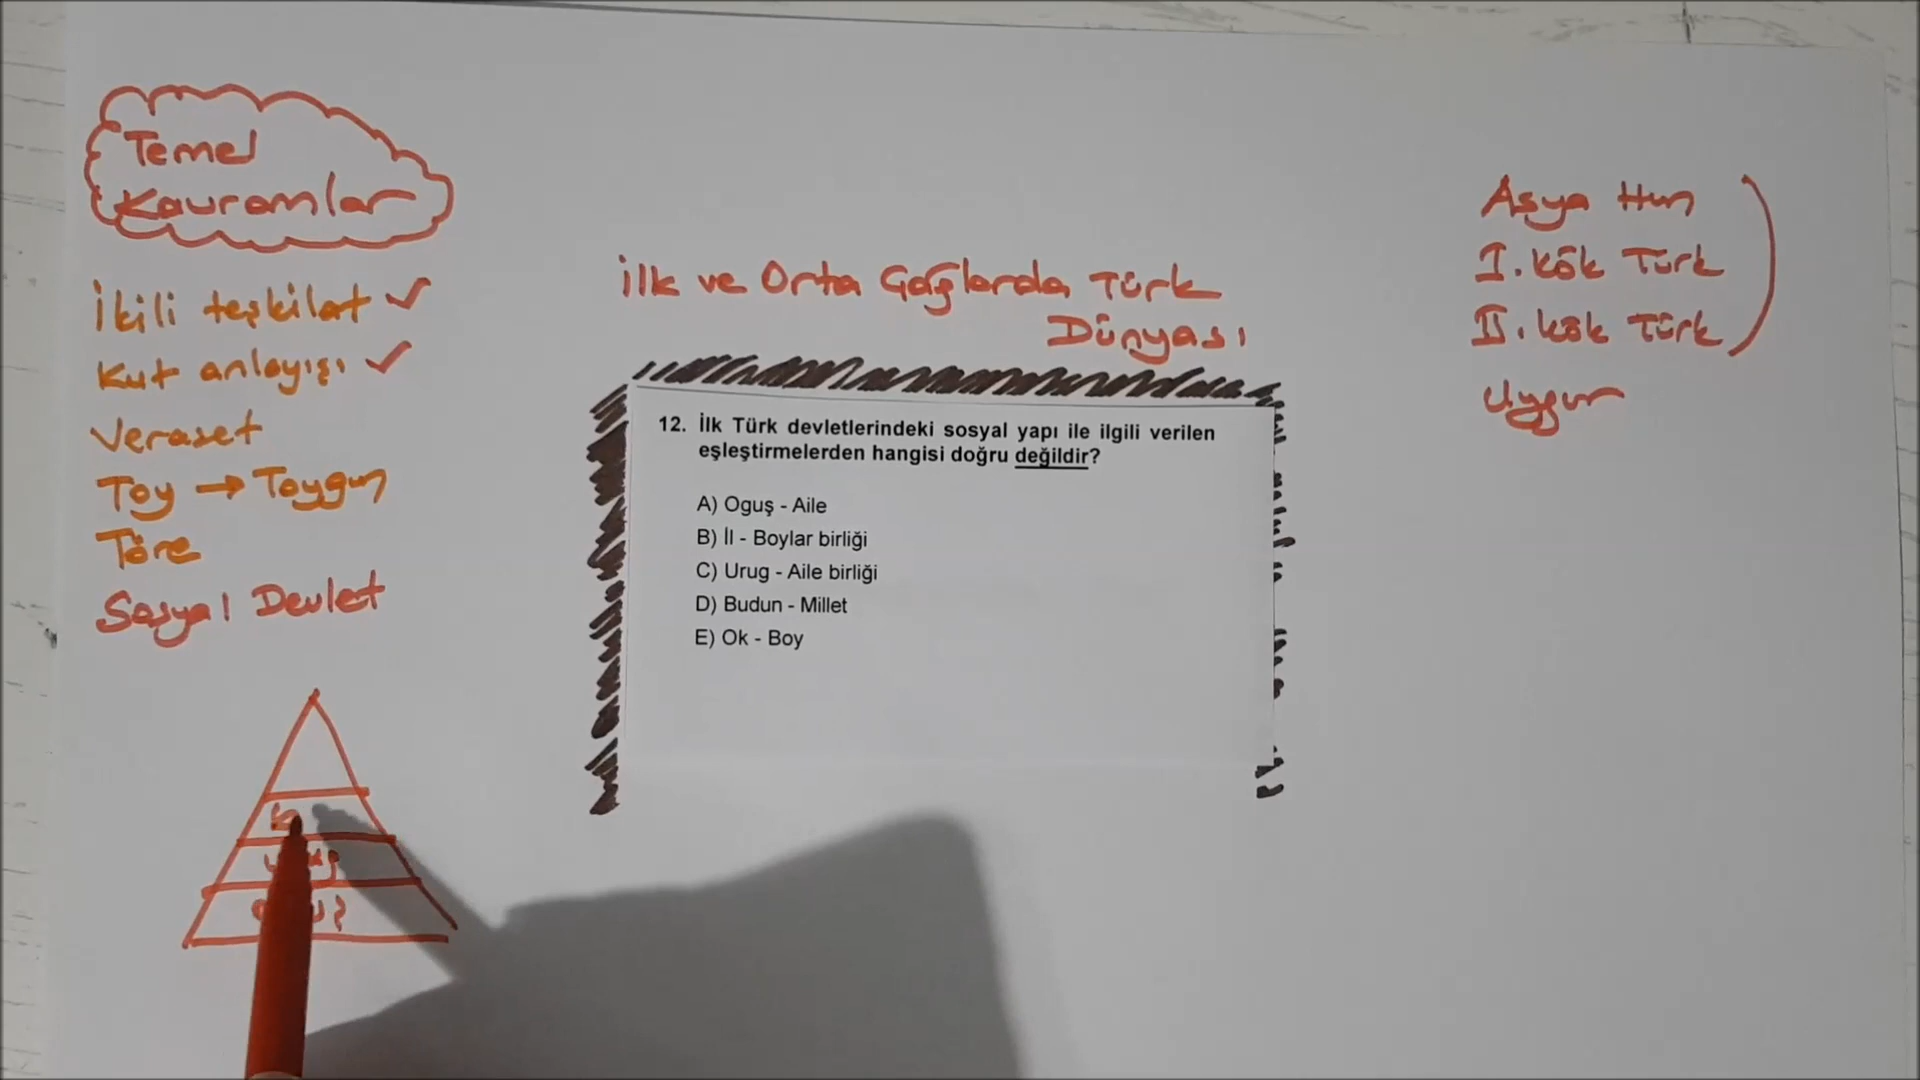 Temel
Kavramlar
İkili teşkilat ✓
Kut anlayışı ✓
Veraset
Toy → Toygun
Töre
Sosyal Devlet
İlk ve Orta Çağlarda Türk
Dünyası
12. İlk Türk devletlerindeki sosyal yapı ile ilgili verilen
eşleştirmelerden hangisi doğru değildir?
A) Oguş - Aile
B) İl - Boylar birliği
C) Urug - Aile birliği
D) Budun - Millet
E) Ok - Boy
Asya Hun
I. Kök Türk
II. Kök Türk
Uygur